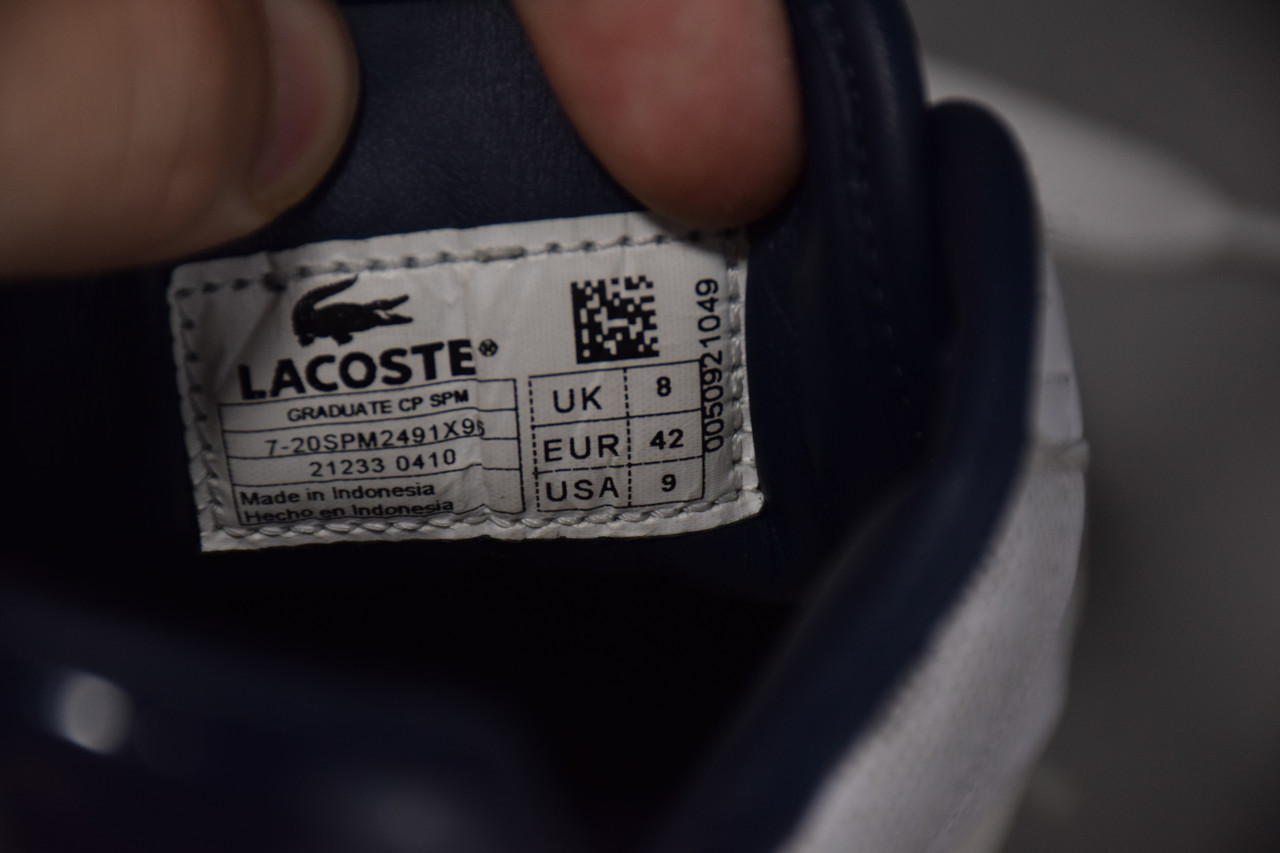 LACOSTE®
GRADUATE CP SPM
7-20SPM2491X96
21233 0410
Made in Indonesia
Hecho en Indonesia
UK 8
EUR 42
USA 9
0050921049